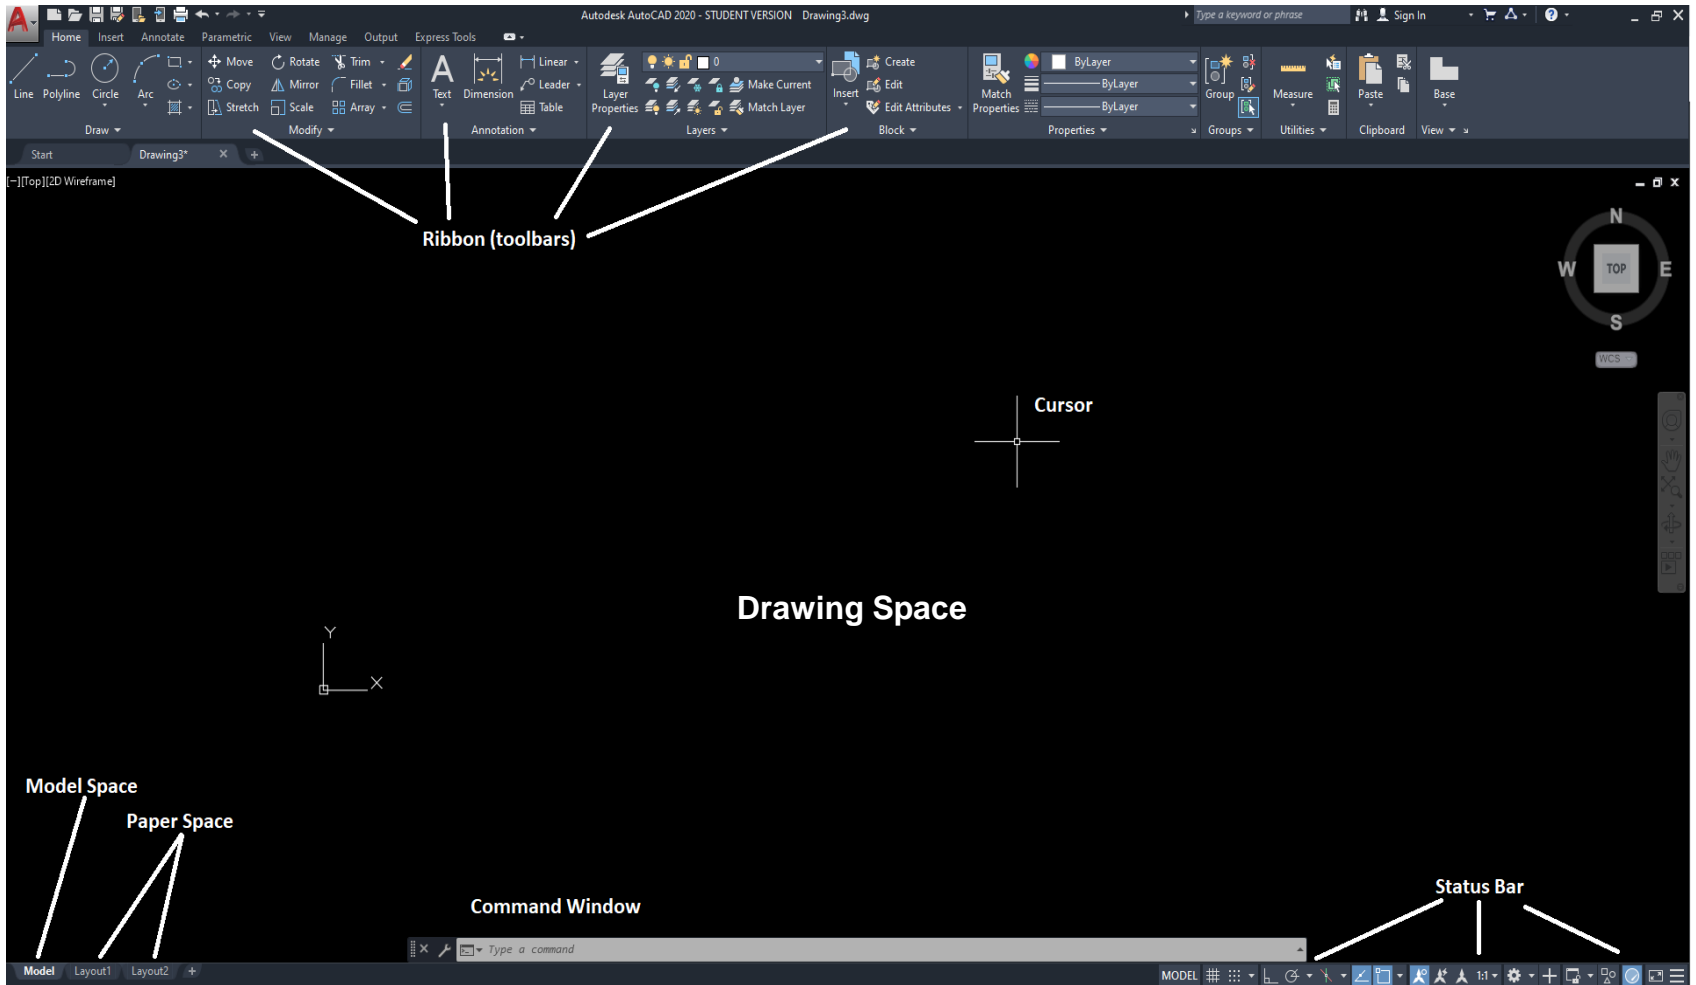 A Autodesk AutoCAD 2020 - STUDENT VERSION Drawing3.dwg Type a keyword or phrase Sign In
Home Insert Annotate Parametric View Manage Output Express Tools
Move Rotate Trim Linear 0 Create ByLayer
Copy Mirror Fillet Leader Make Current Edit ByLayer
Stretch Scale Array Table Match Layer Edit Attributes ByLayer
Line Polyline Circle Arc Text Dimension Layer Properties Insert Match Properties Group Measure Paste Base
Draw Modify Annotation Layers Block Properties Groups Utilities Clipboard View
Start Drawing3* +
[−][Top][2D Wireframe]
N
Ribbon (toolbars)
W TOP E
S
WCS
Cursor
Drawing Space
Y
X
Model Space
Paper Space
Status Bar
Command Window
Type a command
Model Layout1 Layout2 + MODEL 1:1